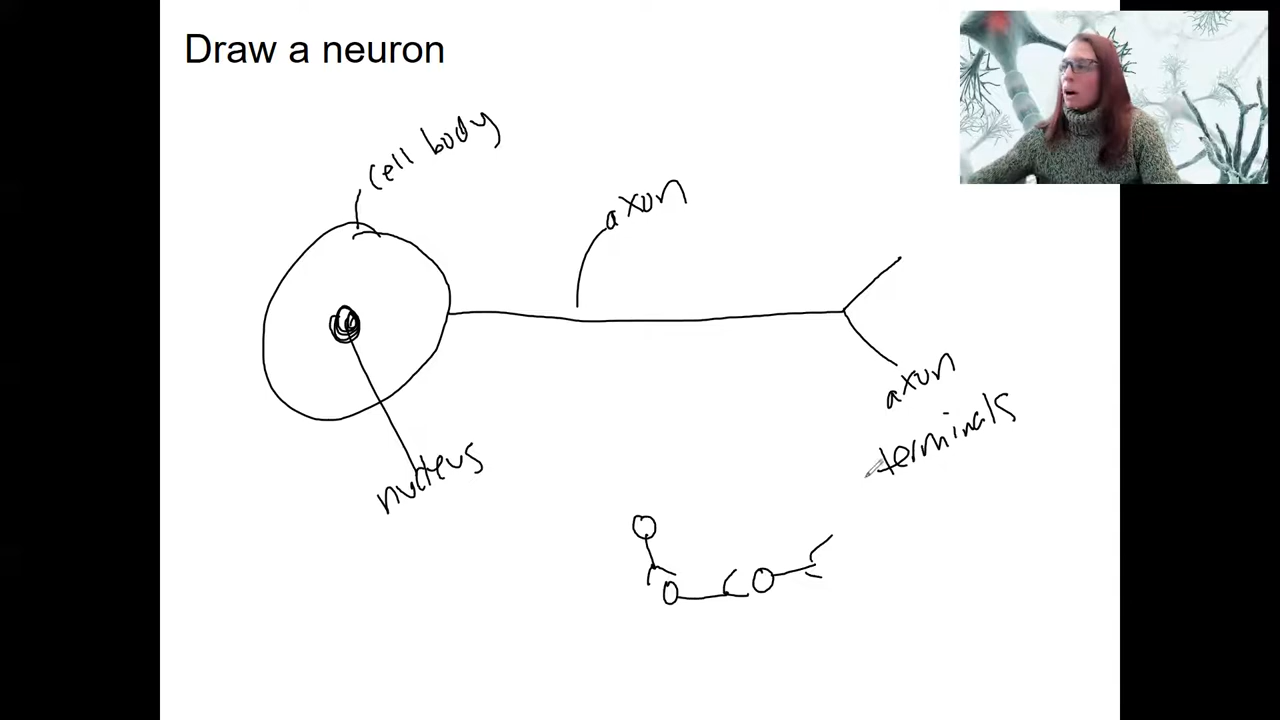 Draw a neuron
cell body
axon
axon
terminals
nucleus